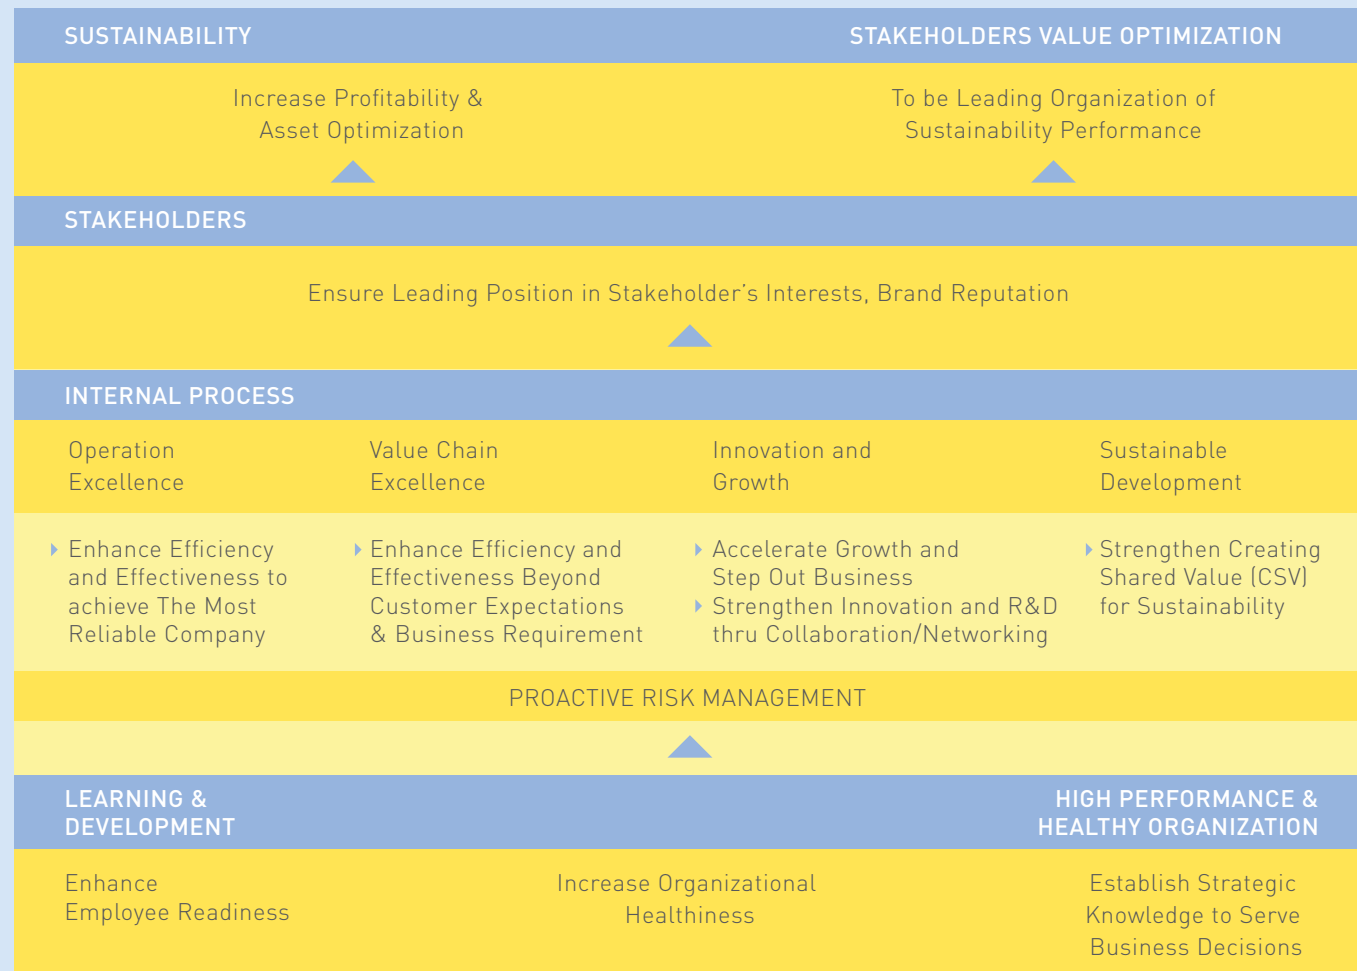 SUSTAINABILITY
STAKEHOLDERS VALUE OPTIMIZATION
Increase Profitability &
Asset Optimization
To be Leading Organization of
Sustainability Performance
STAKEHOLDERS
Ensure Leading Position in Stakeholder’s Interests, Brand Reputation
INTERNAL PROCESS
Operation
Excellence
Value Chain
Excellence
Innovation and
Growth
Sustainable
Development
Enhance Efficiency
and Effectiveness to
achieve The Most
Reliable Company
Enhance Efficiency and
Effectiveness Beyond
Customer Expectations
& Business Requirement
Accelerate Growth and
Step Out Business
Strengthen Innovation and R&D
thru Collaboration/Networking
Strengthen Creating
Shared Value (CSV)
for Sustainability
PROACTIVE RISK MANAGEMENT
LEARNING &
DEVELOPMENT
HIGH PERFORMANCE &
HEALTHY ORGANIZATION
Enhance
Employee Readiness
Increase Organizational
Healthiness
Establish Strategic
Knowledge to Serve
Business Decisions